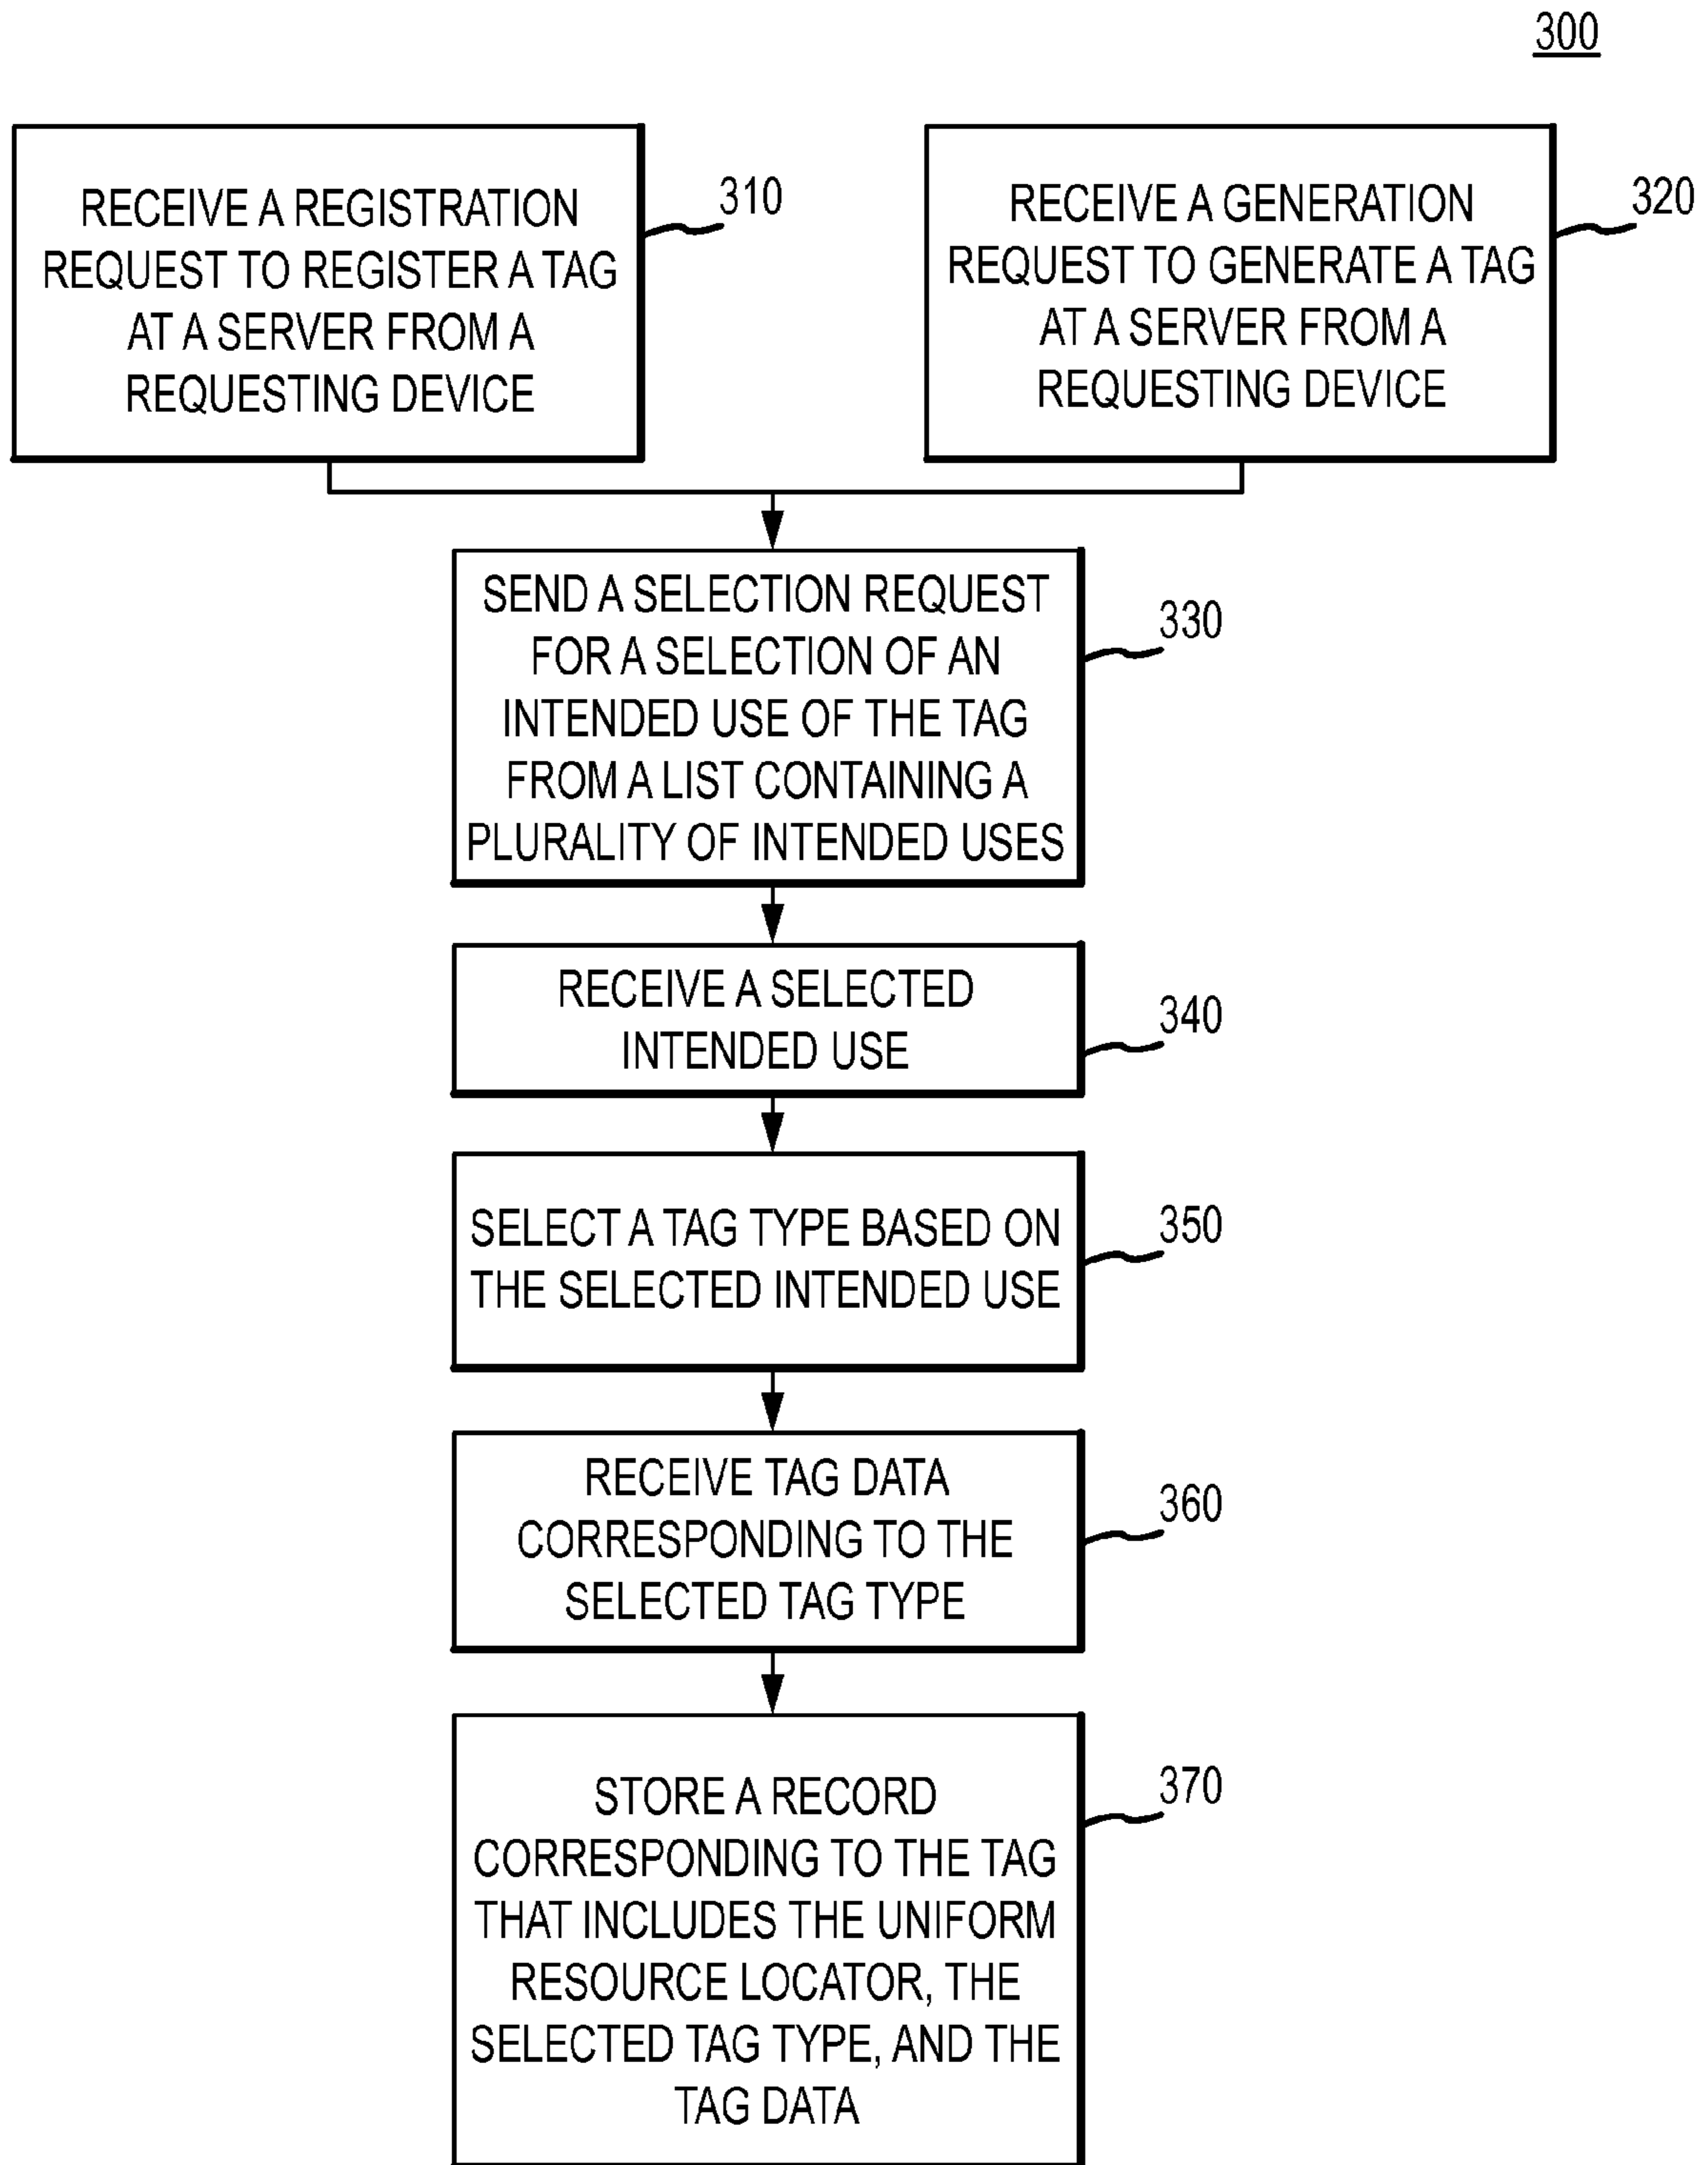 300
RECEIVE A REGISTRATION
REQUEST TO REGISTER A TAG
AT A SERVER FROM A
REQUESTING DEVICE
310
RECEIVE A GENERATION
REQUEST TO GENERATE A TAG
AT A SERVER FROM A
REQUESTING DEVICE
320
SEND A SELECTION REQUEST
FOR A SELECTION OF AN
INTENDED USE OF THE TAG
FROM A LIST CONTAINING A
PLURALITY OF INTENDED USES
330
RECEIVE A SELECTED
INTENDED USE
340
SELECT A TAG TYPE BASED ON
THE SELECTED INTENDED USE
350
RECEIVE TAG DATA
CORRESPONDING TO THE
SELECTED TAG TYPE
360
STORE A RECORD
CORRESPONDING TO THE TAG
THAT INCLUDES THE UNIFORM
RESOURCE LOCATOR, THE
SELECTED TAG TYPE, AND THE
TAG DATA
370